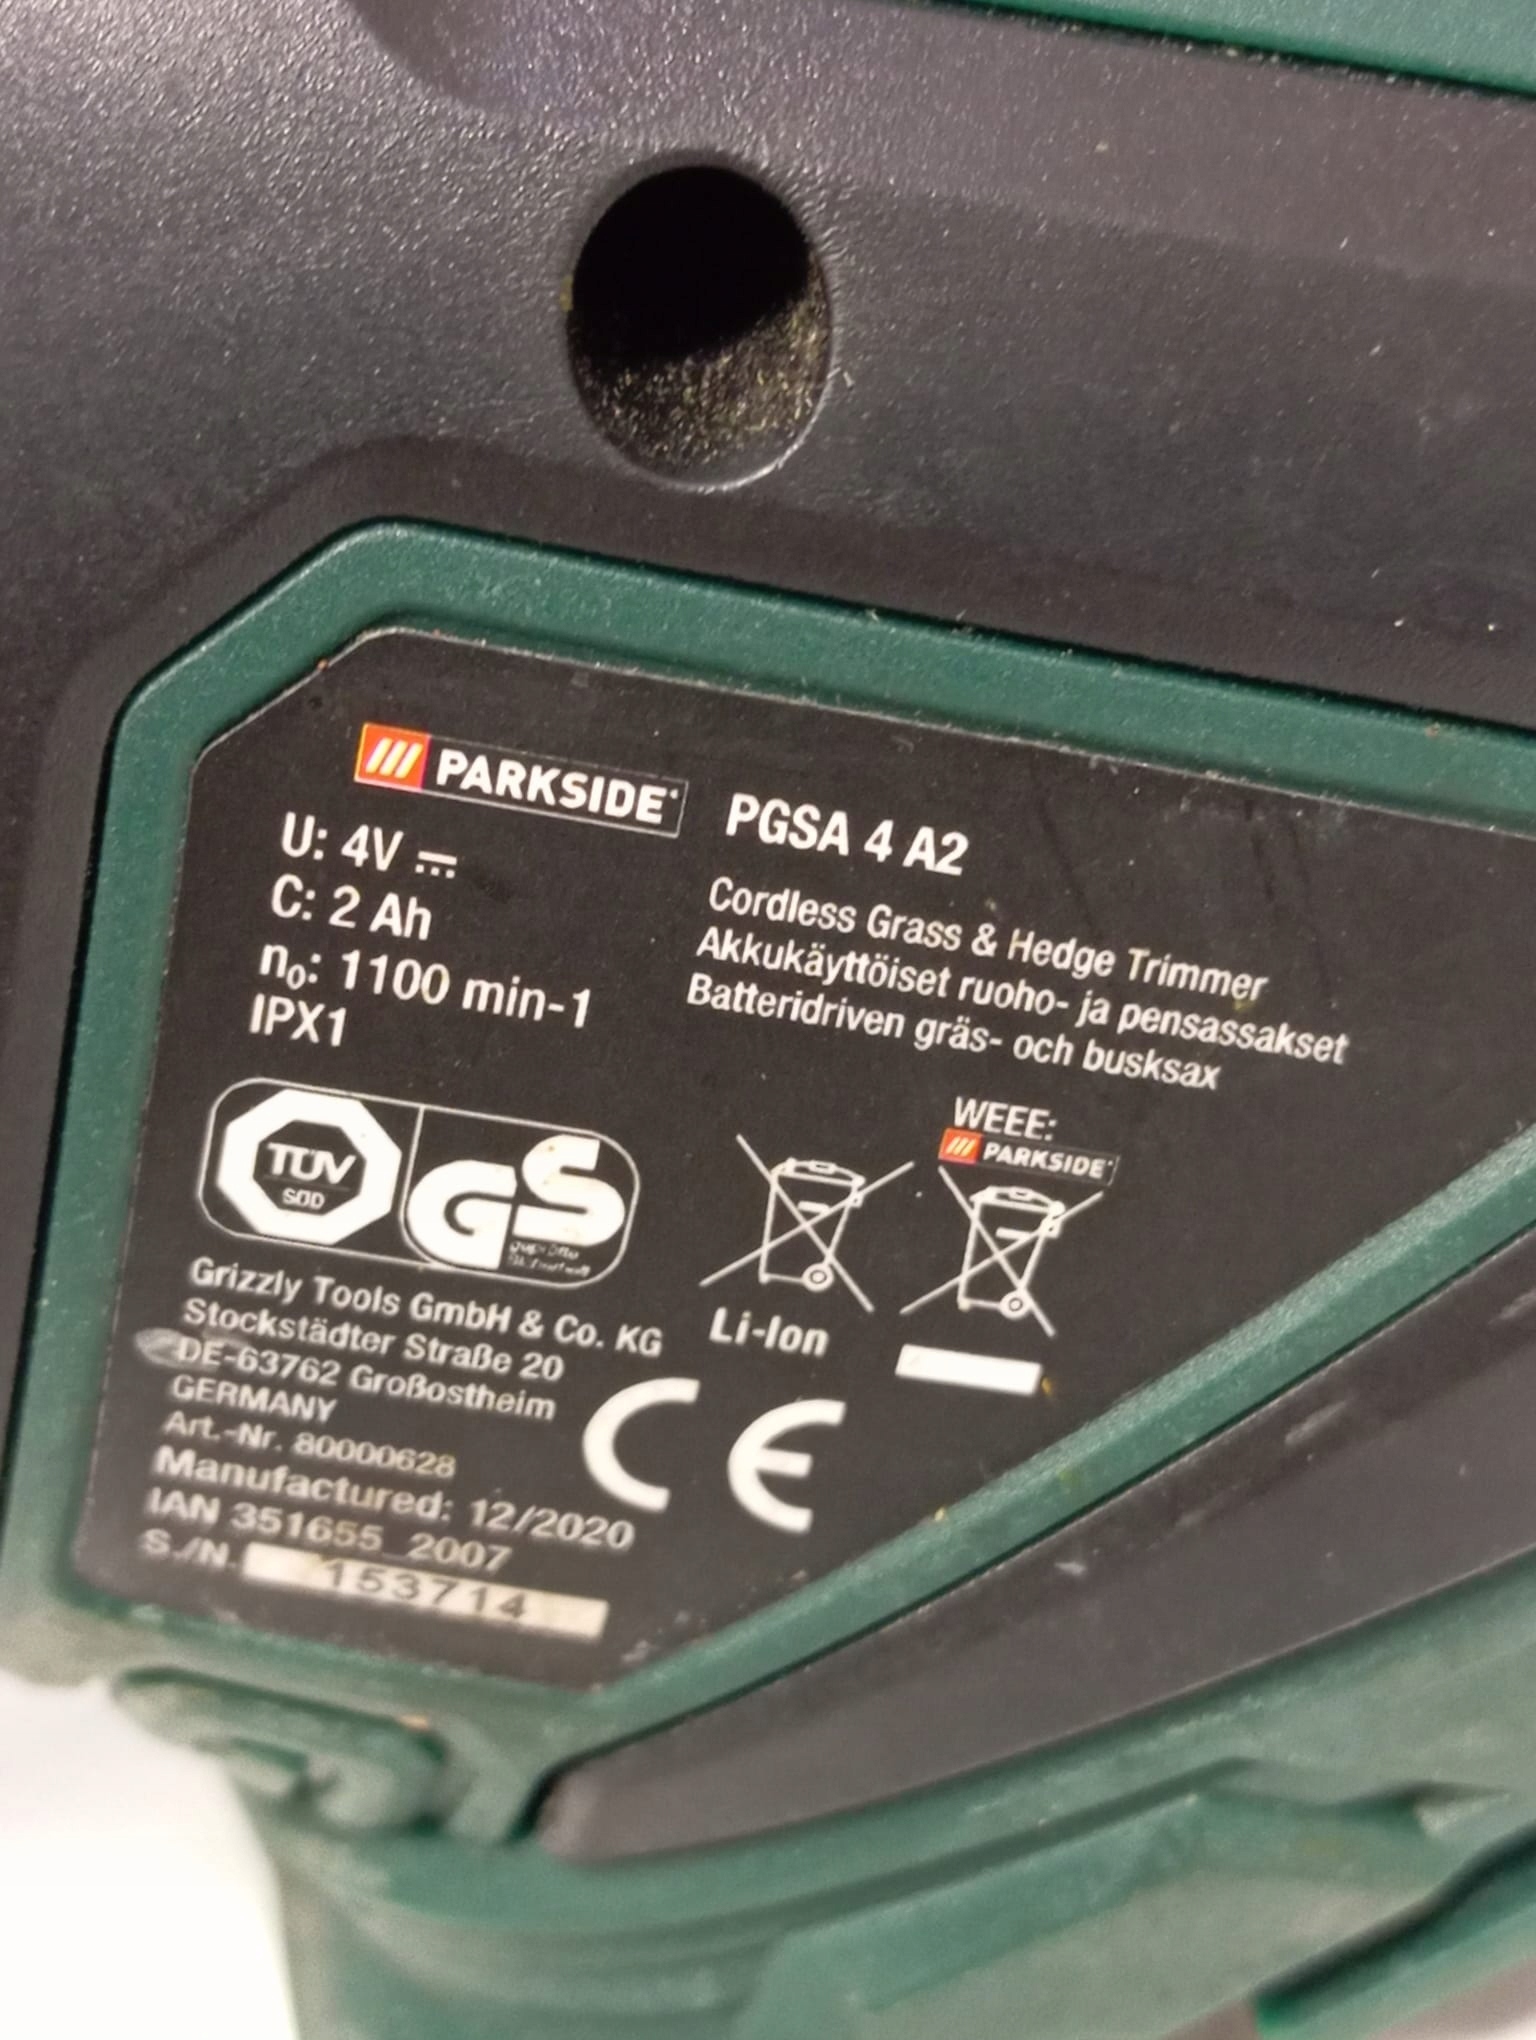 PARKSIDE®
PGSA 4 A2
U: 4V
C: 2 Ah
n₀: 1100 min-1
IPX1
Cordless Grass & Hedge Trimmer
Akkukäyttöiset ruoho- ja pensassakset
Batteridriven gräs- och busksax
TÜV
SÜD
GS
WEEE:
PARKSIDE®
Li-Ion
Grizzly Tools GmbH & Co. KG
Stockstädter Straße 20
DE-63762 Großostheim
GERMANY
Art.-Nr. 80000628
Manufactured: 12/2020
IAN 351655_2007
S./N. 153714
CE